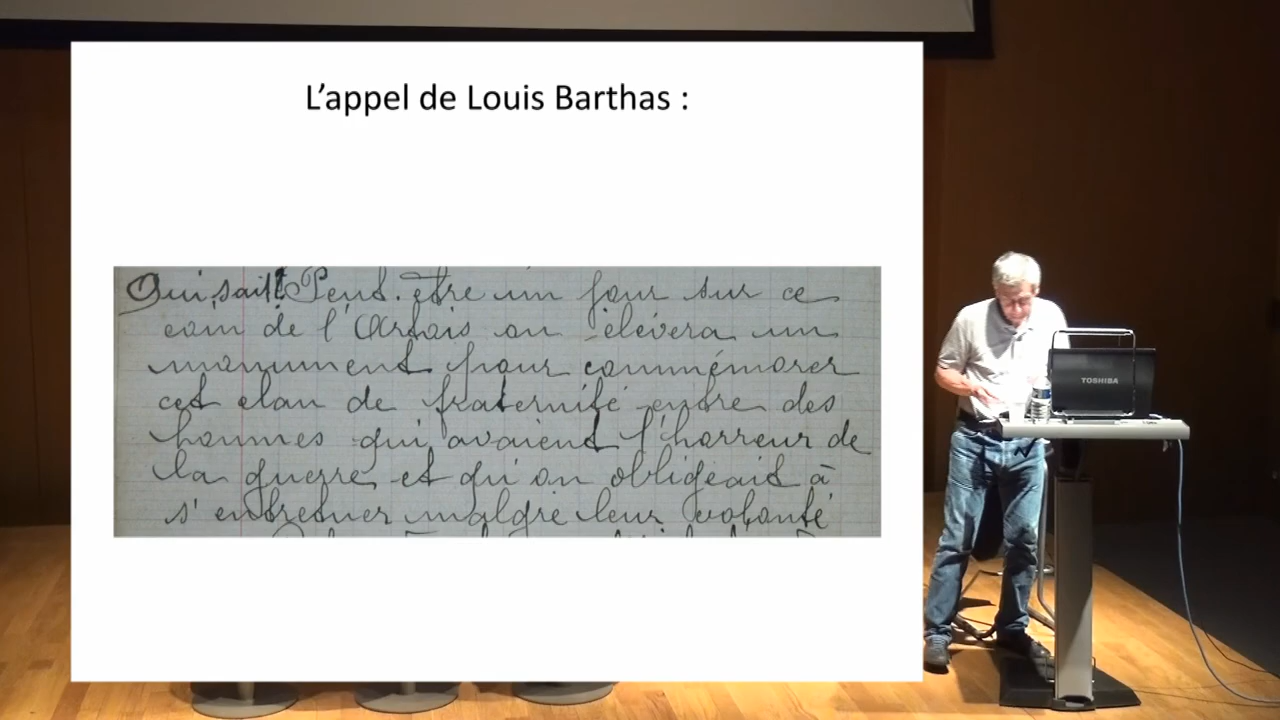 L'appel de Louis Barthas :
Qui sait! Peut-être un jour sur ce
coin de l'Artois on élèvera un
monument pour commémorer
cet élan de fraternité entre des
hommes qui avaient l'horreur de
la guerre et qu'on obligeait à
s'entretuer malgré leur volonté
TOSHIBA